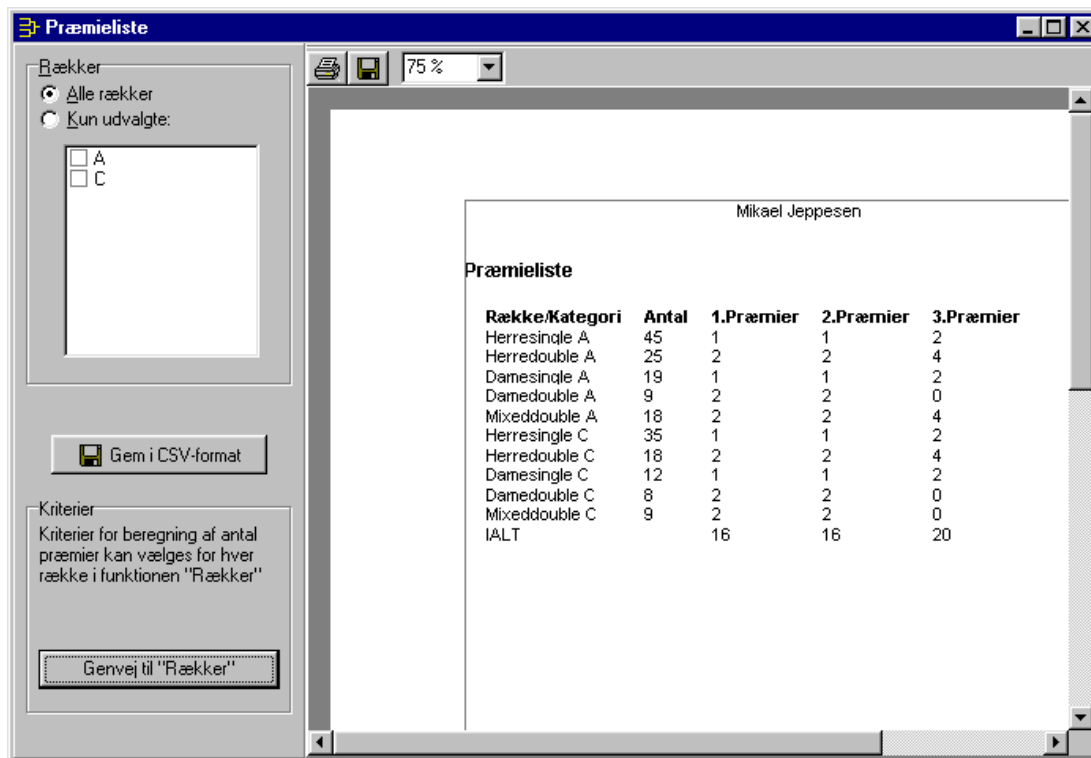 Præmieliste
Rækker
Alle rækker
Kun udvalgte:
A
C
Gem i CSV-format
Kriterier
Kriterier for beregning af antal
præmier kan vælges for hver
række i funktionen "Rækker"
Genvej til "Rækker"
75 %
Mikael Jeppesen
Præmieliste
Række/Kategori Antal 1.Præmier 2.Præmier 3.Præmier
Herresingle A 45 1 1 2
Herredouble A 25 2 2 4
Damesingle A 19 1 1 2
Damedouble A 9 2 2 0
Mixeddouble A 18 2 2 4
Herresingle C 35 1 1 2
Herredouble C 18 2 2 4
Damesingle C 12 1 1 2
Damedouble C 8 2 2 0
Mixeddouble C 9 2 2 0
IALT 16 16 20